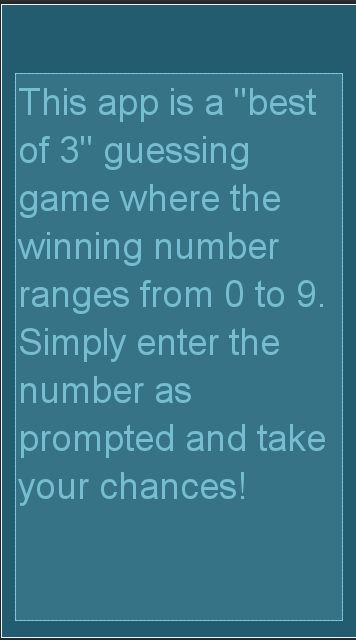 This app is a "best
of 3" guessing
game where the
winning number
ranges from 0 to 9.
Simply enter the
number as
prompted and take
your chances!